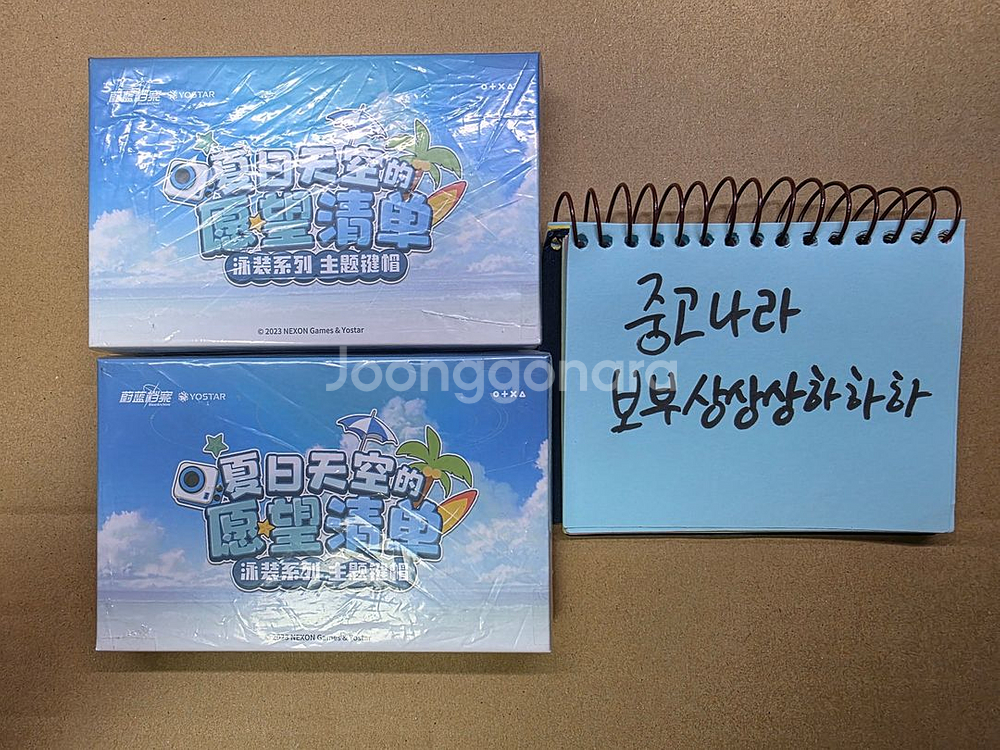 蔚蓝档案 YOSTAR
夏日天空的
愿望清单
泳装系列 主题键帽
© 2023 NEXON Games & Yostar
蔚蓝档案 YOSTAR
夏日天空的
愿望清单
泳装系列 主题键帽
© 2023 NEXON Games & Yostar
Joonggonara
중고나라
보부상상상하하하